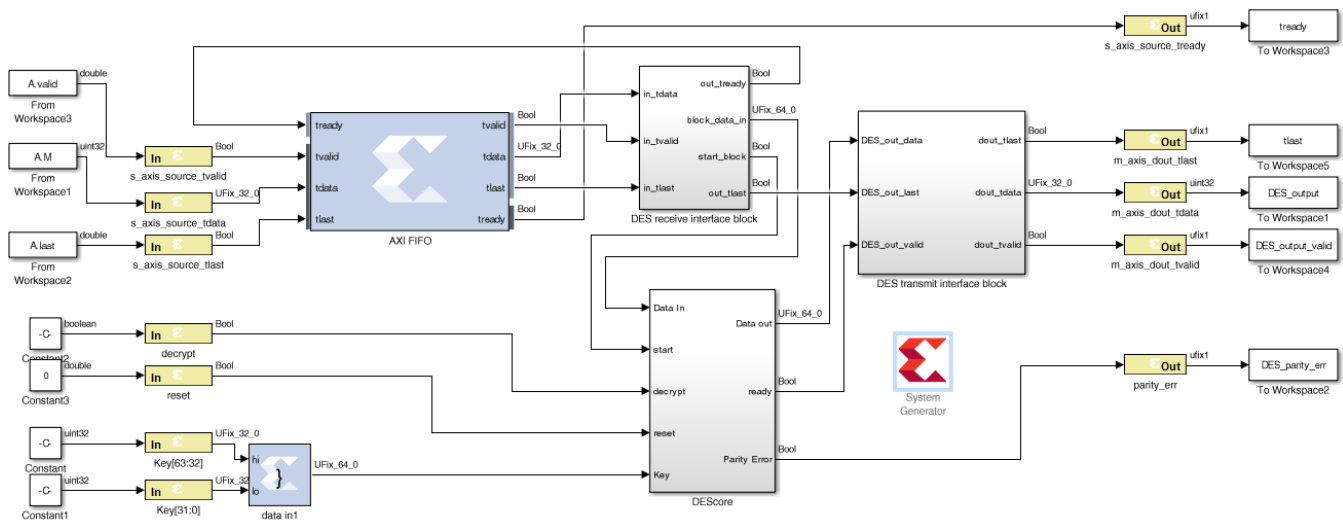 ufix1
Out
s_axis_source_tready
tready
To Workspace3
A.valid
double
From
Workspace3
A.M
uint32
From
Workspace1
A.last
double
From
Workspace2
In
Bool
s_axis_source_tvalid
In
UFix_32_0
s_axis_source_tdata
In
Bool
s_axis_source_tlast
tready
tvalid
tdata
tlast
tvalid
tdata
tlast
tready
AXI FIFO
Bool
UFix_32_0
Bool
Bool
in_tdata
in_tvalid
in_tlast
out_tready
block_data_in
start_block
out_tlast
DES receive interface block
Bool
UFix_64_0
Bool
Bool
DES_out_data
DES_out_last
DES_out_valid
dout_tlast
dout_tdata
dout_tvalid
DES transmit interface block
Bool
UFix_32_0
Bool
Out
ufix1
m_axis_dout_tlast
tlast
To Workspace5
Out
uint32
m_axis_dout_tdata
DES_output
To Workspace1
Out
ufix1
m_axis_dout_tvalid
DES_output_valid
To Workspace4
-C-
boolean
Constant2
In
Bool
decrypt
0
double
Constant3
In
Bool
reset
-C-
uint32
Constant
In
UFix_32_0
Key[63:32]
-C-
uint32
Constant1
In
UFix_32
Key[31:0]
hi
lo
}
data in1
UFix_64_0
Data In
start
decrypt
reset
Key
Data out
ready
Parity Error
DEScore
UFix_64_0
Bool
Bool
System
Generator
Out
ufix1
parity_err
DES_parity_err
To Workspace2